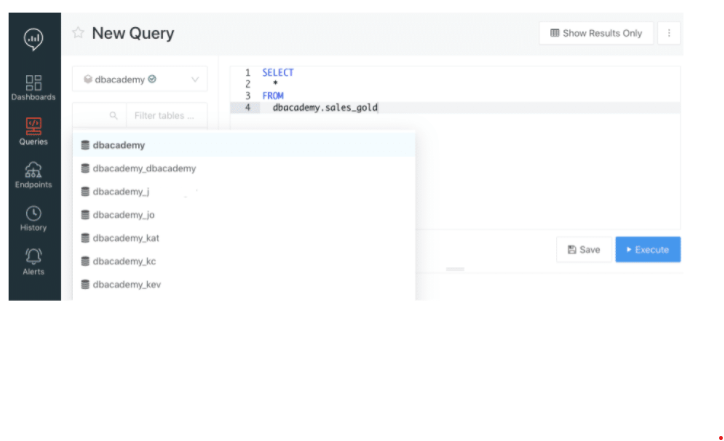 New Query
Show Results Only
Dashboards
Queries
Endpoints
History
Alerts
dbacademy
Filter tables ...
dbacademy
dbacademy_dbacademy
dbacademy_j
dbacademy_jo
dbacademy_kat
dbacademy_kc
dbacademy_kev
1 SELECT
2 *
3 FROM
4 dbacademy.sales_gold
Save
Execute